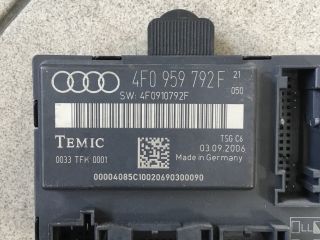 4F0 959 792 F
21
050
SW: 4F0910792F
TEMIC
0033 TFK 0001
TSG C6
03.09.2006
Made in Germany
00004085C10020690300090